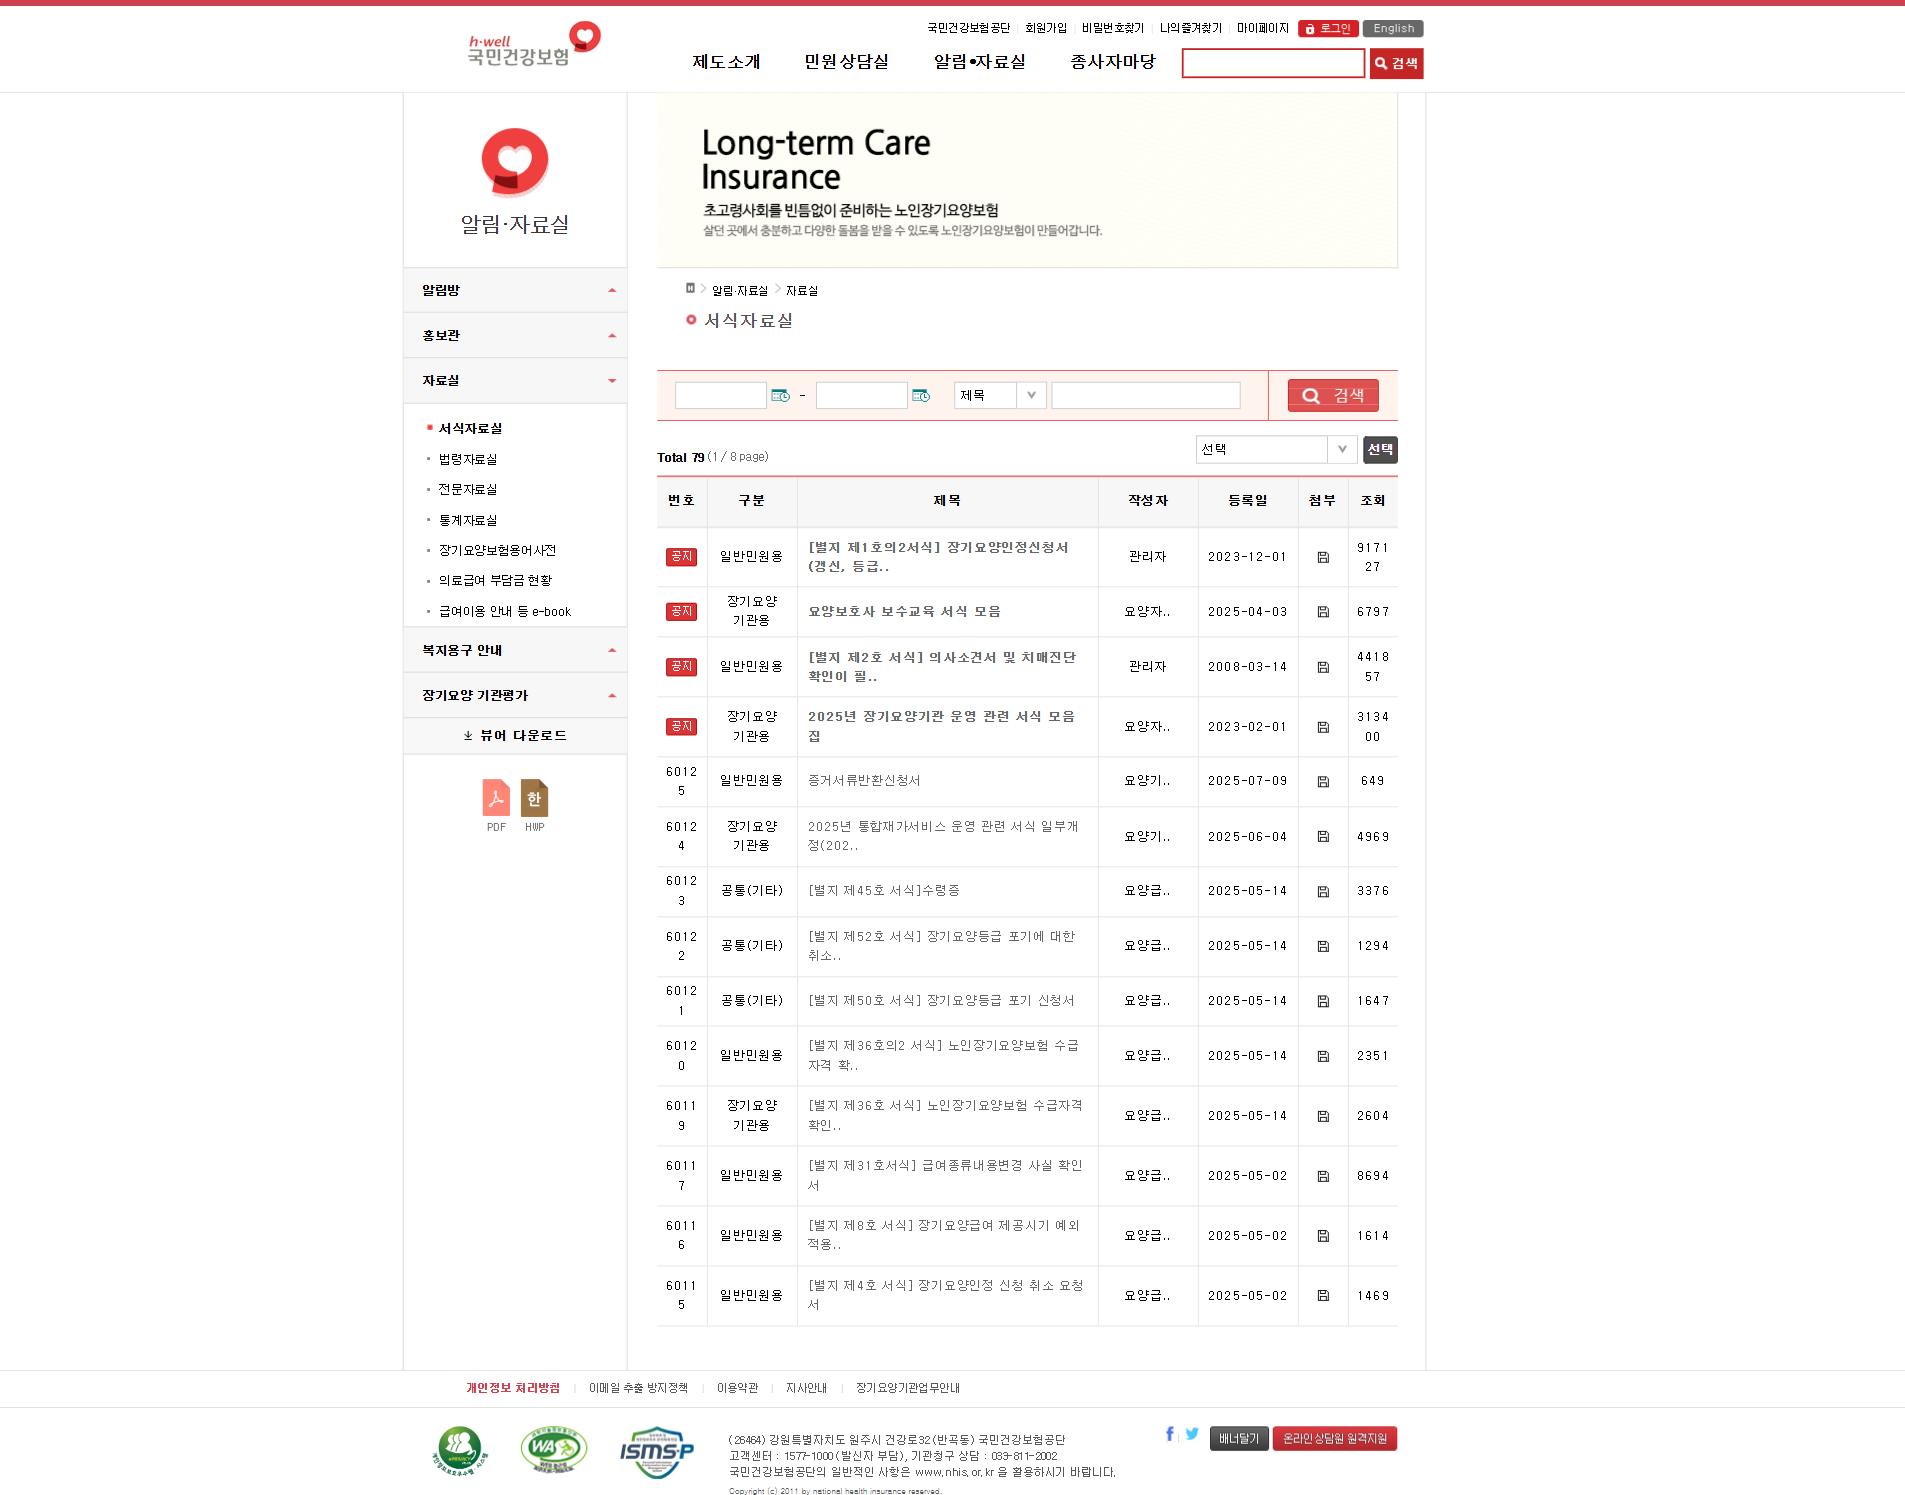 국민건강보험공단 회원가입 비밀번호찾기 나의즐겨찾기 마이페이지 로그인 English
h·well
국민건강보험
제도소개 민원상담실 알림•자료실 종사자마당 검색
알림·자료실
Long-term Care
Insurance
초고령사회를 빈틈없이 준비하는 노인장기요양보험
살던 곳에서 충분하고 다양한 돌봄을 받을 수 있도록 노인장기요양보험이 만들어갑니다.
알림방
홍보관
자료실
서식자료실
법령자료실
전문자료실
통계자료실
장기요양보험용어사전
의료급여 부담금 현황
급여이용 안내 등 e-book
복지용구 안내
장기요양 기관평가
뷰어 다운로드
PDF HWP
H > 알림·자료실 > 자료실
서식자료실
- 제목 검색
Total 79 (1 / 8 page) 선택 선택
번호 구분 제목 작성자 등록일 첨부 조회
공지 일반민원용 [별지 제1호의2서식] 장기요양인정신청서(갱신, 등급.. 관리자 2023-12-01 917127
공지 장기요양기관용 요양보호사 보수교육 서식 모음 요양자.. 2025-04-03 6797
공지 일반민원용 [별지 제2호 서식] 의사소견서 및 치매진단 확인이 필.. 관리자 2008-03-14 441857
공지 장기요양기관용 2025년 장기요양기관 운영 관련 서식 모음집 요양자.. 2023-02-01 313400
60125 일반민원용 증거서류반환신청서 요양기.. 2025-07-09 649
60124 장기요양기관용 2025년 통합재가서비스 운영 관련 서식 일부개정(202.. 요양기.. 2025-06-04 4969
60123 공통(기타) [별지 제45호 서식]수령증 요양급.. 2025-05-14 3376
60122 공통(기타) [별지 제52호 서식] 장기요양등급 포기에 대한 취소.. 요양급.. 2025-05-14 1294
60121 공통(기타) [별지 제50호 서식] 장기요양등급 포기 신청서 요양급.. 2025-05-14 1647
60120 일반민원용 [별지 제36호의2 서식] 노인장기요양보험 수급자격 확.. 요양급.. 2025-05-14 2351
60119 장기요양기관용 [별지 제36호 서식] 노인장기요양보험 수급자격 확인.. 요양급.. 2025-05-14 2604
60117 일반민원용 [별지 제31호서식] 급여종류내용변경 사실 확인서 요양급.. 2025-05-02 8694
60116 일반민원용 [별지 제8호 서식] 장기요양급여 제공시기 예외 적용.. 요양급.. 2025-05-02 1614
60115 일반민원용 [별지 제4호 서식] 장기요양인정 신청 취소 요청서 요양급.. 2025-05-02 1469
개인정보 처리방침 이메일 추출 방지정책 이용약관 지사안내 장기요양기관업무안내
WA
ISMS-P
(26464) 강원특별자치도 원주시 건강로32(반곡동) 국민건강보험공단
고객센터 : 1577-1000(발신자 부담), 기관청구 상담 : 033-811-2002
국민건강보험공단의 일반적인 사항은 www.nhis.or.kr 을 활용하시기 바랍니다.
Copyright (c) 2011 by national health insurance reserved.
배너달기 온라인상담원 원격지원